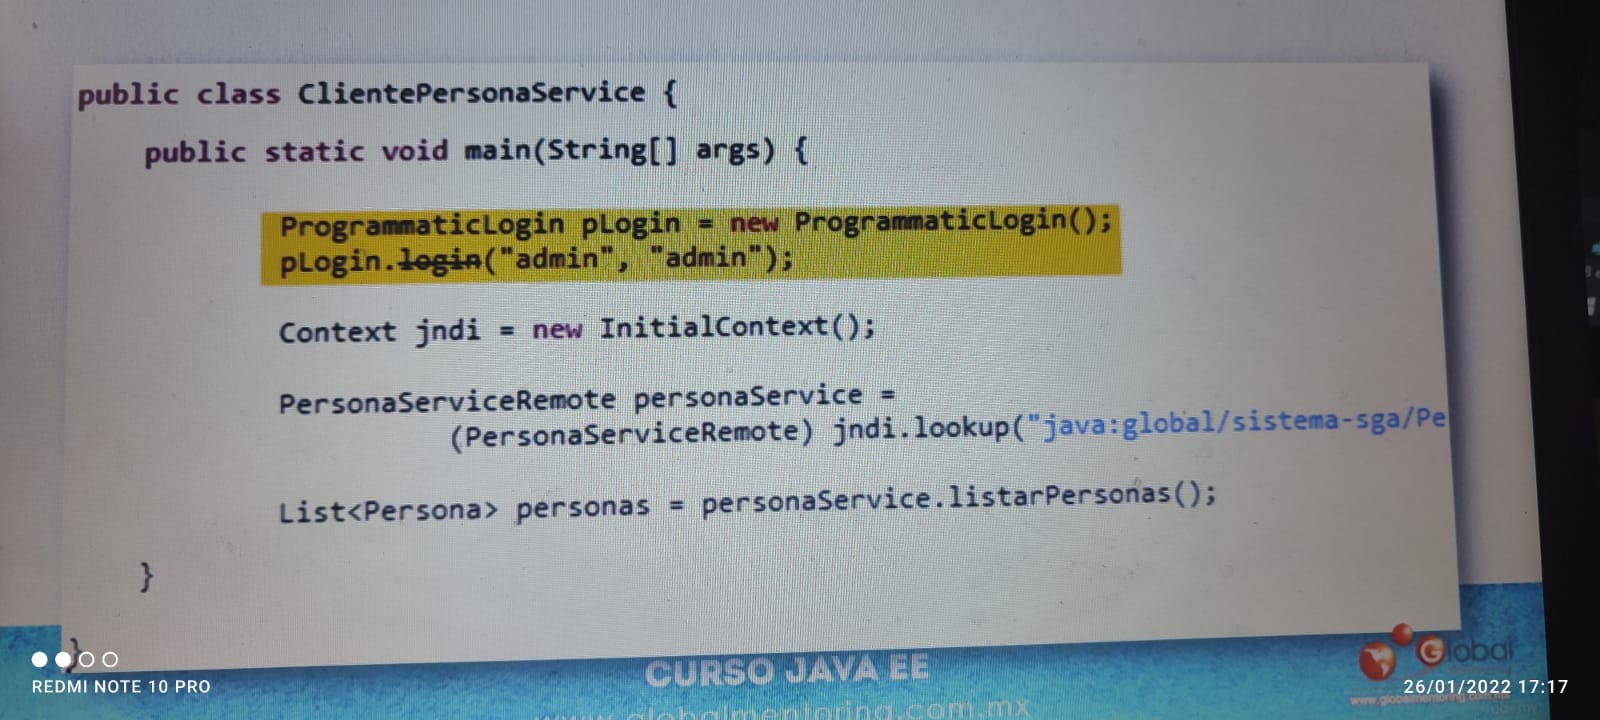 public class ClientePersonaService {
public static void main(String[] args) {
ProgrammaticLogin pLogin = new ProgrammaticLogin();
pLogin.login("admin", "admin");
Context jndi = new InitialContext();
PersonaServiceRemote personaService =
(PersonaServiceRemote) jndi.lookup("java:global/sistema-sga/Pe
List<Persona> personas = personaService.listarPersonas();
}
}
CURSO JAVA EE
www.globalmentoring.com.mx
Global
REDMI NOTE 10 PRO
26/01/2022 17:17